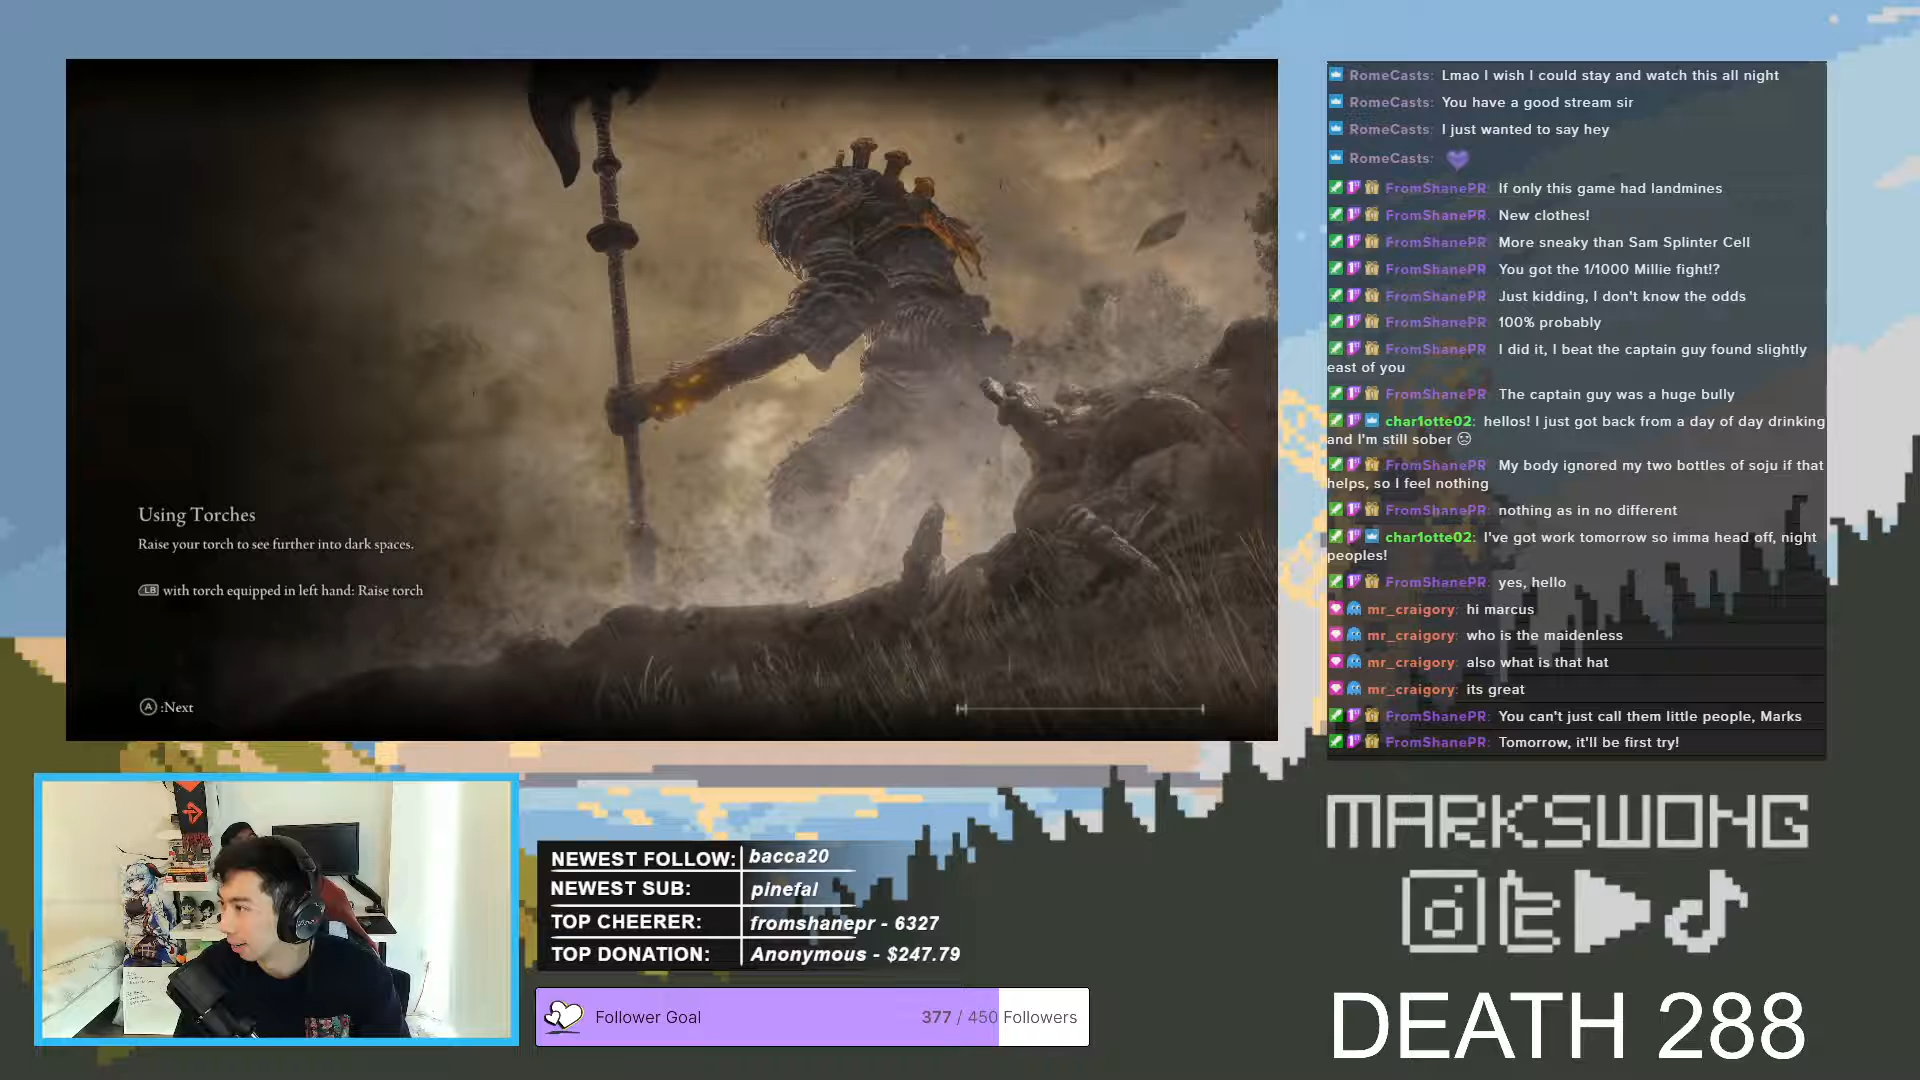 Using Torches
Raise your torch to see further into dark spaces.
LB with torch equipped in left hand: Raise torch
A :Next
RomeCasts: Lmao I wish I could stay and watch this all night
RomeCasts: You have a good stream sir
RomeCasts: I just wanted to say hey
RomeCasts:
FromShanePR: If only this game had landmines
FromShanePR: New clothes!
FromShanePR: More sneaky than Sam Splinter Cell
FromShanePR: You got the 1/1000 Millie fight!?
FromShanePR: Just kidding, I don't know the odds
FromShanePR: 100% probably
FromShanePR: I did it, I beat the captain guy found slightly
east of you
FromShanePR: The captain guy was a huge bully
char1otte02: hellos! I just got back from a day of day drinking
and I'm still sober ☹
FromShanePR: My body ignored my two bottles of soju if that
helps, so I feel nothing
FromShanePR: nothing as in no different
char1otte02: I've got work tomorrow so imma head off, night
peoples!
FromShanePR: yes, hello
mr_craigory: hi marcus
mr_craigory: who is the maidenless
mr_craigory: also what is that hat
mr_craigory: its great
FromShanePR: You can't just call them little people, Marks
FromShanePR: Tomorrow, it'll be first try!
NEWEST FOLLOW: bacca20
NEWEST SUB: pinefal
TOP CHEERER: fromshanepr - 6327
TOP DONATION: Anonymous - $247.79
Follower Goal 377 / 450 Followers
MARKSWONG
DEATH 288